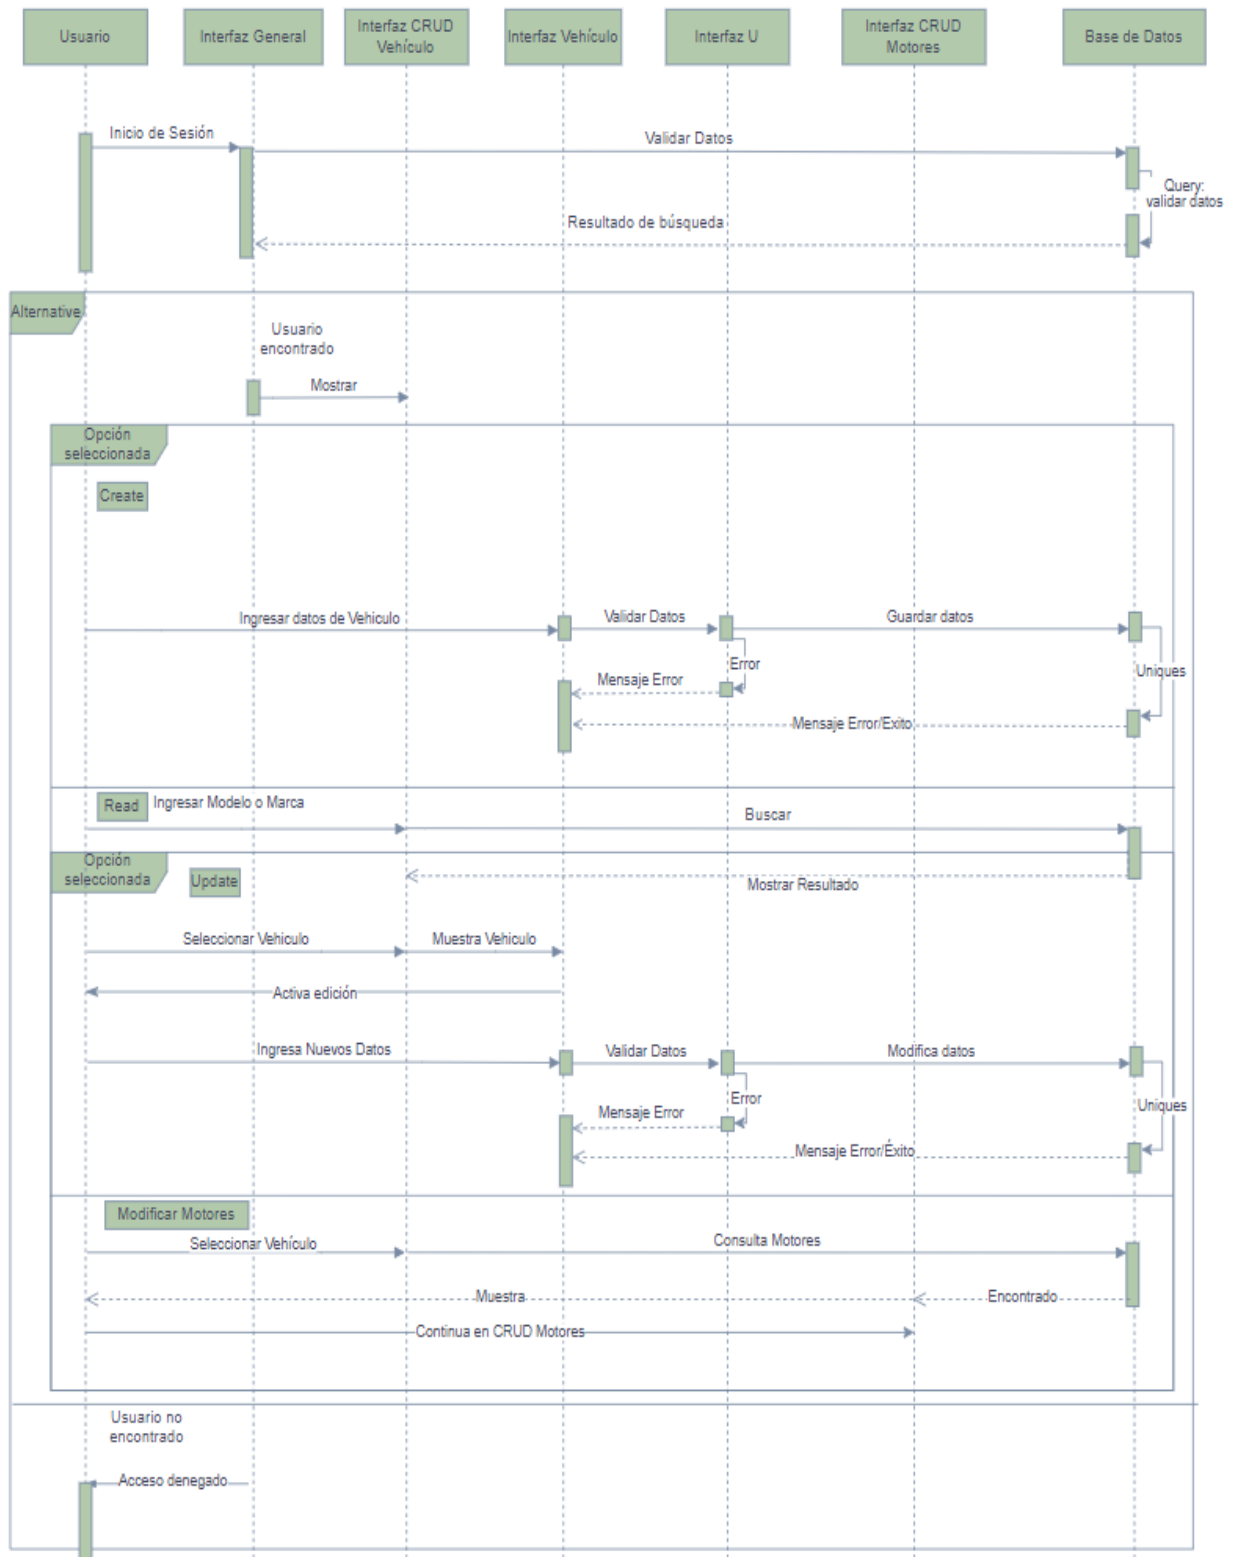 Usuario
Interfaz General
Interfaz CRUD
Vehículo
Interfaz Vehículo
Interfaz U
Interfaz CRUD
Motores
Base de Datos
Inicio de Sesión
Validar Datos
Query:
validar datos
Resultado de búsqueda
Alternative
Usuario
encontrado
Mostrar
Opción
seleccionada
Create
Ingresar datos de Vehiculo
Validar Datos
Guardar datos
Error
Uniques
Mensaje Error
Mensaje Error/Exito
Read
Ingresar Modelo o Marca
Buscar
Opción
seleccionada
Update
Mostrar Resultado
Seleccionar Vehiculo
Muestra Vehiculo
Activa edición
Ingresa Nuevos Datos
Validar Datos
Modifica datos
Error
Uniques
Mensaje Error
Mensaje Error/Éxito
Modificar Motores
Seleccionar Vehículo
Consulta Motores
Muestra
Encontrado
Continua en CRUD Motores
Usuario no
encontrado
Acceso denegado